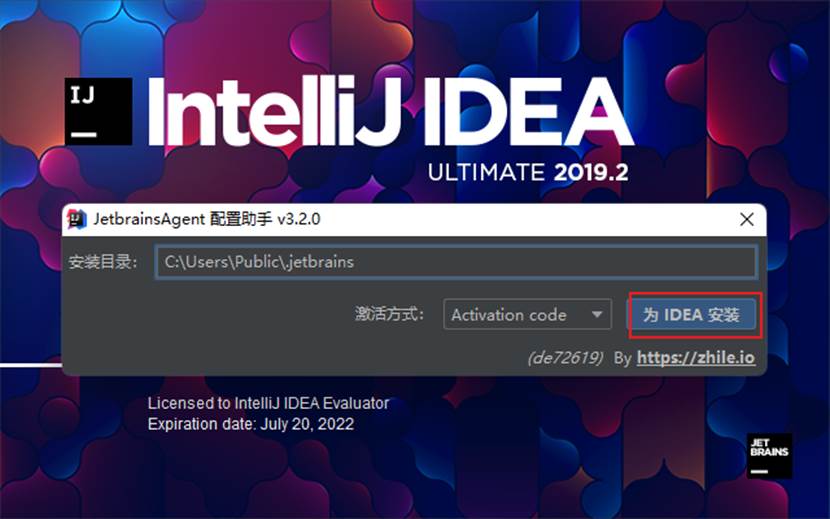 IJ
IntelliJ IDEA
ULTIMATE 2019.2
JetbrainsAgent 配置助手 v3.2.0
安装目录: C:\Users\Public\.jetbrains
激活方式: Activation code 为 IDEA 安装
(de72619) By https://zhile.io
Licensed to IntelliJ IDEA Evaluator
Expiration date: July 20, 2022
JET
BRAINS